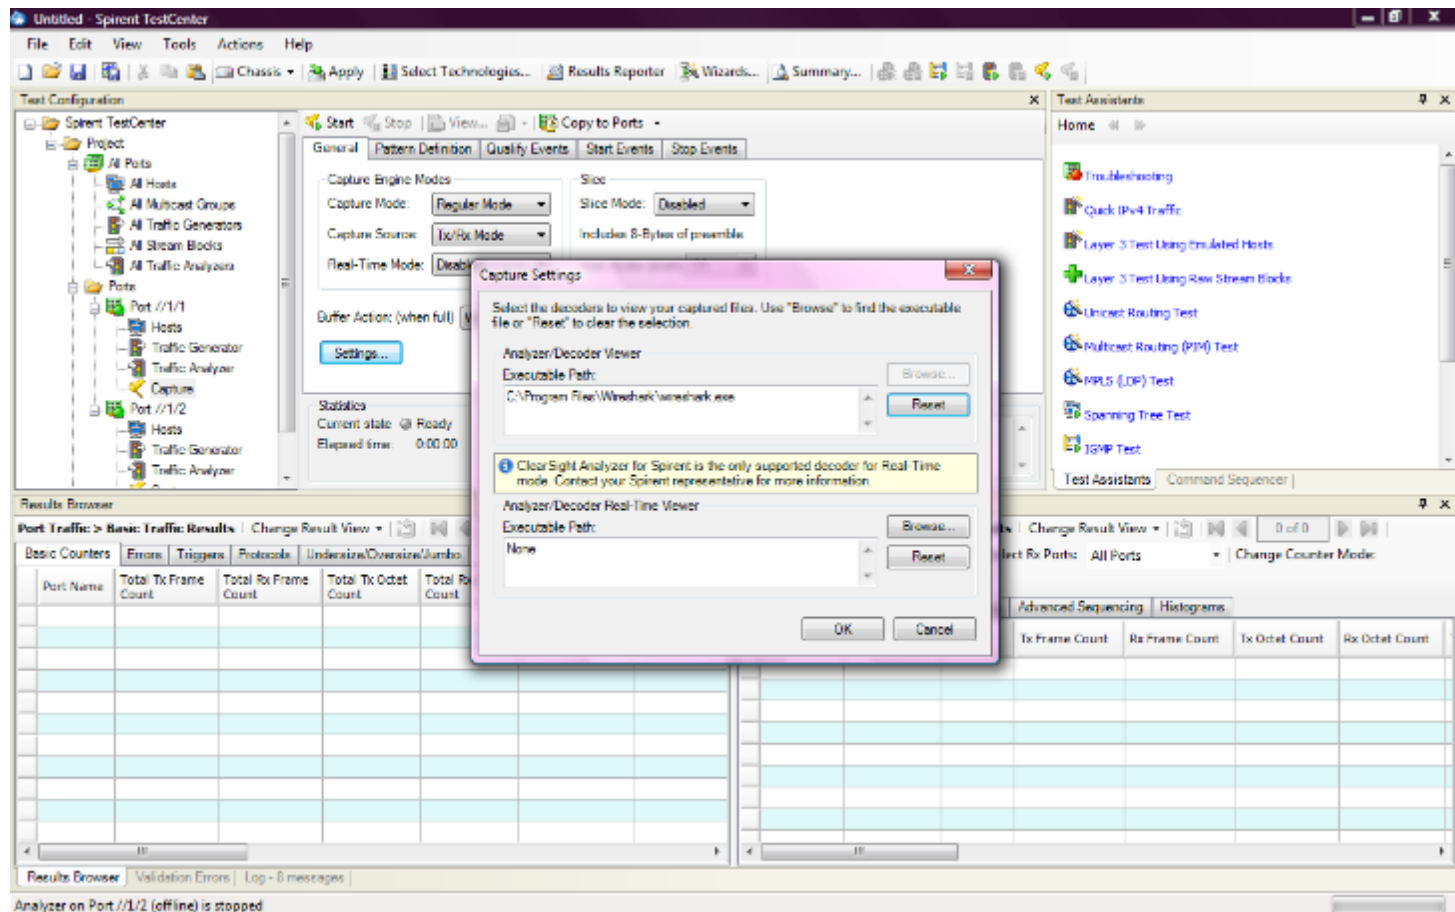 Untitled - Spirent TestCenter
File Edit View Tools Actions Help
Chassis Apply Select Technologies... Results Reporter Wizards... Summary...
Test Configuration
Spirent TestCenter
Project
All Ports
All Hosts
All Multicast Groups
All Traffic Generators
All Stream Blocks
All Traffic Analyzers
Ports
Port //1/1
Hosts
Traffic Generator
Traffic Analyzer
Capture
Port //1/2
Hosts
Traffic Generator
Traffic Analyzer
Start Stop View... Copy to Ports
General Pattern Definition Qualify Events Start Events Stop Events
Capture Engine Modes
Capture Mode: Regular Mode
Capture Source: Tx/Rx Mode
Real-Time Mode:
Slice
Slice Mode: Disabled
Includes 8-Bytes of preamble.
Buffer Action: (when full)
Settings...
Statistics
Current state Ready
Elapsed time: 0:00:00
Capture Settings
Select the decoders to view your captured files. Use "Browse" to find the executable
file or "Reset" to clear the selection.
Analyzer/Decoder Viewer
Executable Path:
Browse...
C:\Program Files\Wireshark\wireshark.exe
Reset
ClearSight Analyzer for Spirent is the only supported decoder for Real-Time
mode. Contact your Spirent representative for more information.
Analyzer/Decoder Real-Time Viewer
Executable Path:
Browse...
None
Reset
OK Cancel
Test Assistants
Home
Troubleshooting
Quick IPv4 Traffic
Layer 3 Test Using Emulated Hosts
Layer 3 Test Using Raw Stream Blocks
Unicast Routing Test
Multicast Routing (PIM) Test
MPLS (LDP) Test
Spanning Tree Test
IGMP Test
Test Assistants Command Sequencer
Results Browser
Port Traffic > Basic Traffic Results Change Result View
Basic Counters Errors Triggers Protocols Undersize/Oversize/Jumbo
Port Name Total Tx Frame Count Total Rx Frame Count Total Tx Octet Count Total Count
Change Result View 0 of 0
Rx Ports: All Ports Change Counter Mode:
Advanced Sequencing Histograms
Tx Frame Count Rx Frame Count Tx Octet Count Rx Octet Count
Results Browser Validation Errors Log - 8 messages
Analyzer on Port //1/2 (offline) is stopped